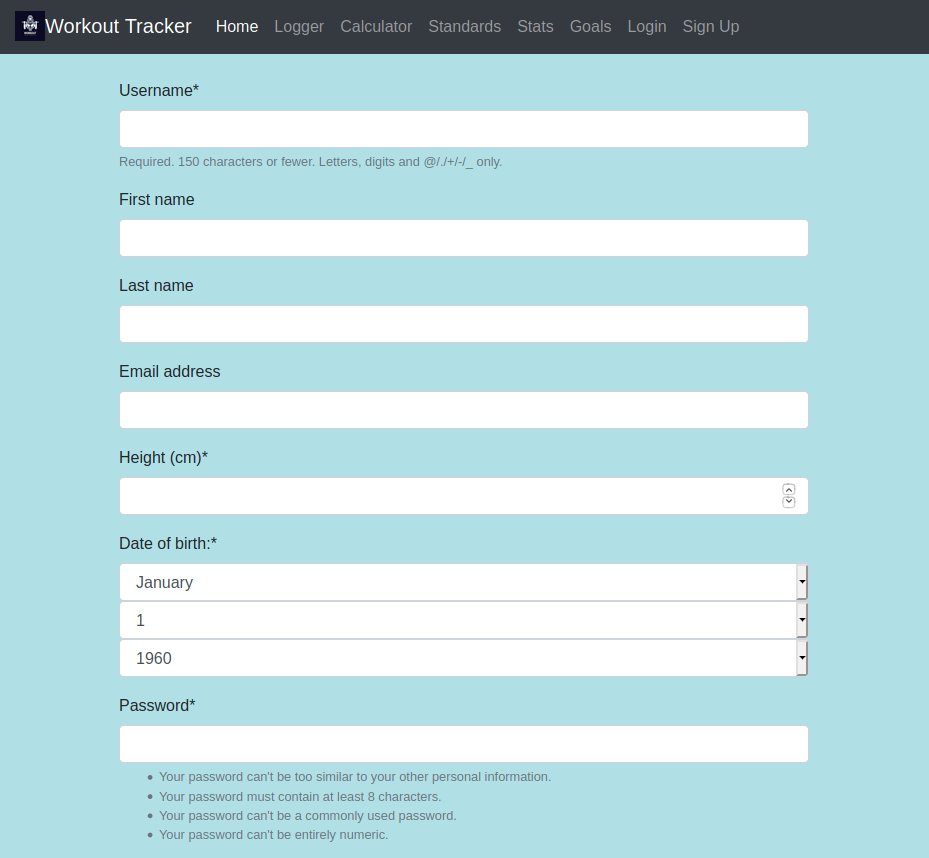 Workout Tracker Home Logger Calculator Standards Stats Goals Login Sign Up
Username*
Required. 150 characters or fewer. Letters, digits and @/./+/-/_ only.
First name
Last name
Email address
Height (cm)*
Date of birth:*
January
1
1960
Password*
Your password can't be too similar to your other personal information.
Your password must contain at least 8 characters.
Your password can't be a commonly used password.
Your password can't be entirely numeric.